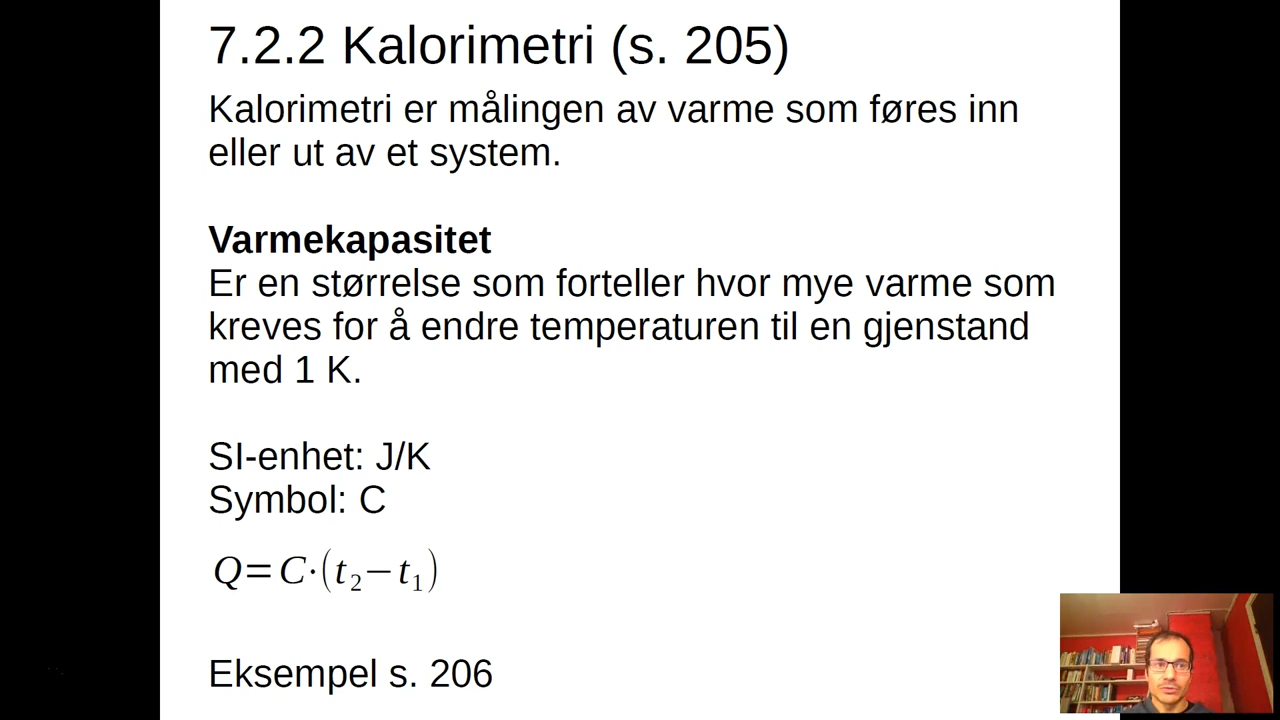 7.2.2 Kalorimetri (s. 205)
Kalorimetri er målingen av varme som føres inn
eller ut av et system.
Varmekapasitet
Er en størrelse som forteller hvor mye varme som
kreves for å endre temperaturen til en gjenstand
med 1 K.
SI-enhet: J/K
Symbol: C
Q=C·(t₂−t₁)
Eksempel s. 206